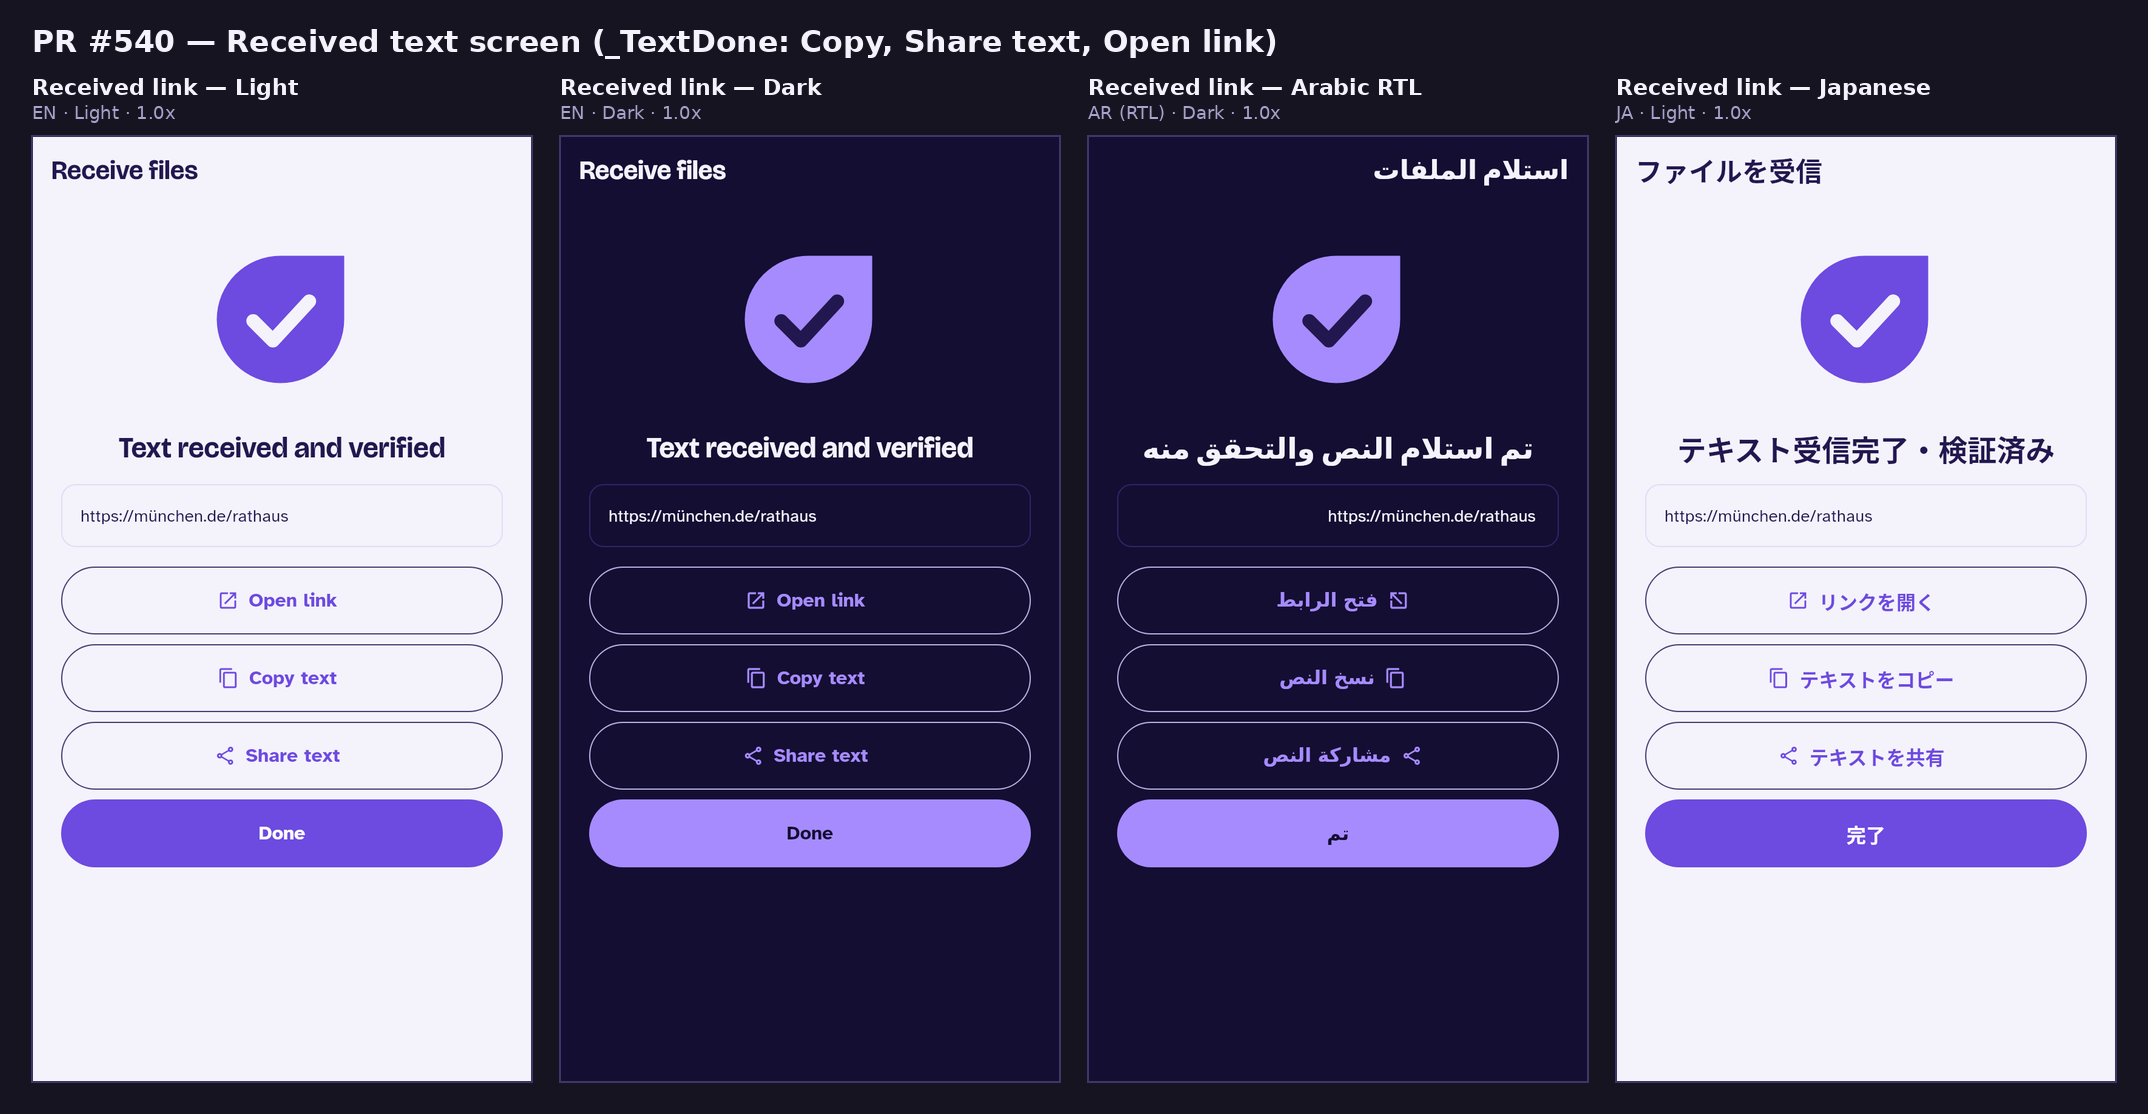 PR #540 — Received text screen (_TextDone: Copy, Share text, Open link)
Received link — Light
EN · Light · 1.0x
Receive files
Text received and verified
https://münchen.de/rathaus
Open link
Copy text
Share text
Done
Received link — Dark
EN · Dark · 1.0x
Receive files
Text received and verified
https://münchen.de/rathaus
Open link
Copy text
Share text
Done
Received link — Arabic RTL
AR (RTL) · Dark · 1.0x
استلام الملفات
تم استلام النص والتحقق منه
https://münchen.de/rathaus
فتح الرابط
نسخ النص
مشاركة النص
تم
Received link — Japanese
JA · Light · 1.0x
ファイルを受信
テキスト受信完了・検証済み
https://münchen.de/rathaus
リンクを開く
テキストをコピー
テキストを共有
完了